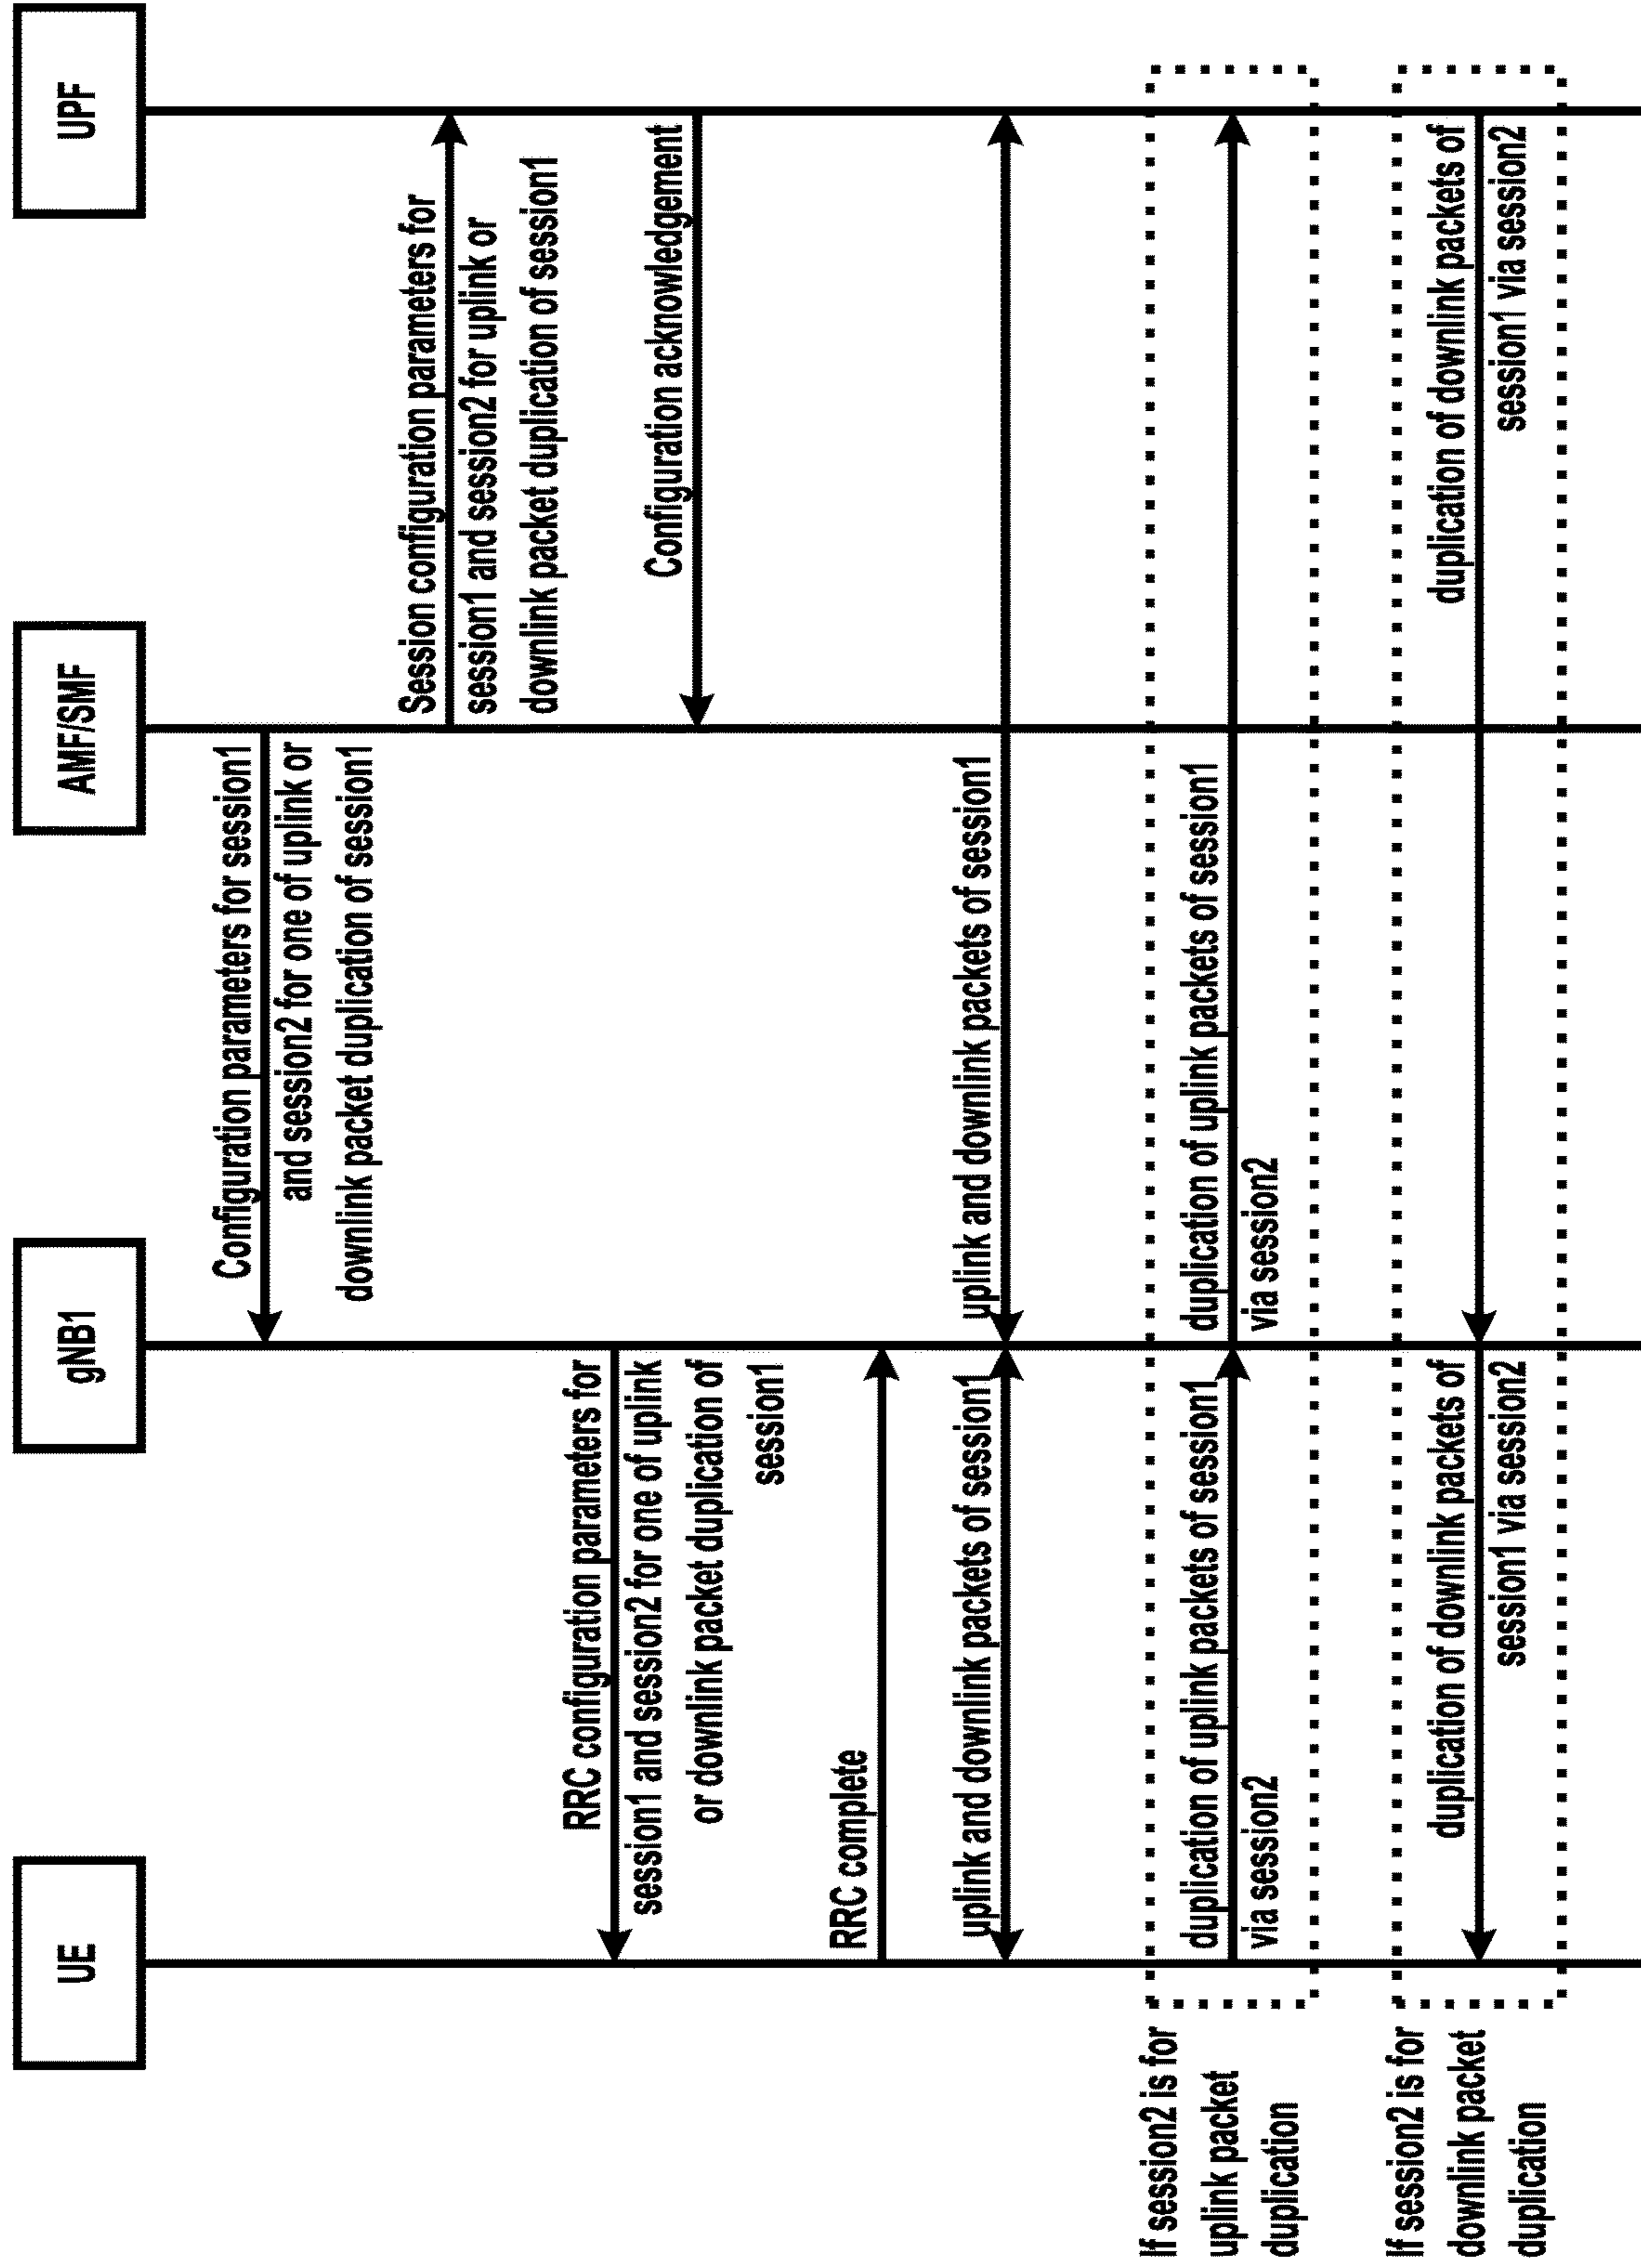 UE
gNB1
AMF/SMF
UPF
Configuration parameters for session1
and session2 for one of uplink or
downlink packet duplication of session1
Session configuration parameters for
session1 and session2 for uplink or
downlink packet duplication of session1
RRC configuration parameters for
session1 and session2 for one of uplink
or downlink packet duplication of
session1
Configuration acknowledgement
RRC complete
uplink and downlink packets of session1
uplink and downlink packets of session1
If session2 is for
uplink packet
duplication
duplication of uplink packets of session1
via session2
duplication of uplink packets of session1
via session2
If session2 is for
downlink packet
duplication
duplication of downlink packets of
session1 via session2
duplication of downlink packets of
session1 via session2